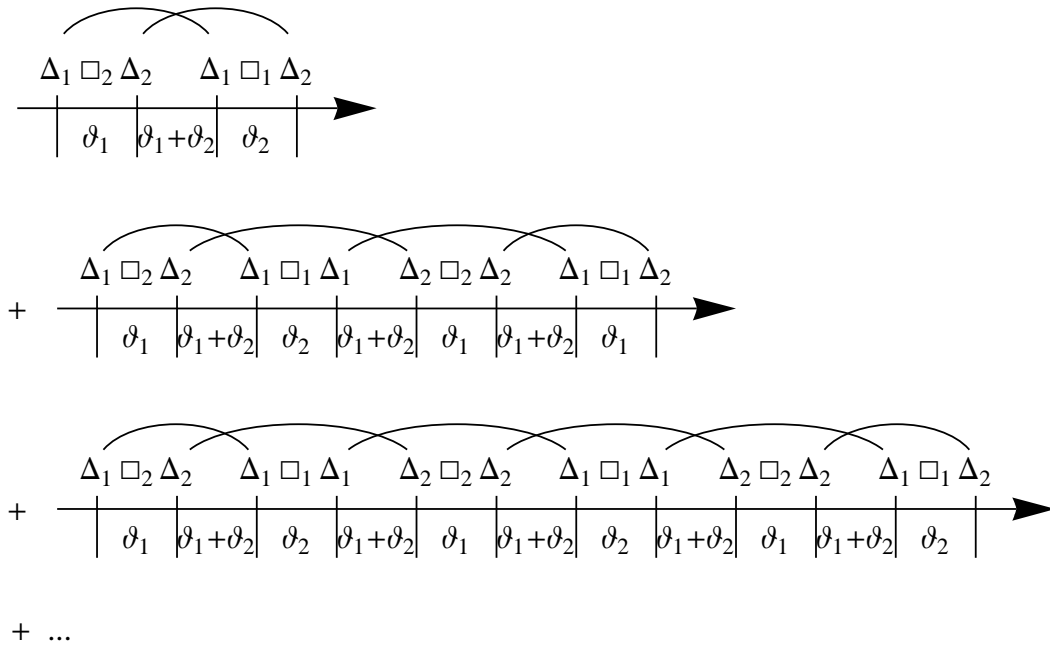 Δ₁ □₂ Δ₂ Δ₁ □₁ Δ₂
ϑ₁ ϑ₁+ϑ₂ ϑ₂
Δ₁ □₂ Δ₂ Δ₁ □₁ Δ₁ Δ₂ □₂ Δ₂ Δ₁ □₁ Δ₂
+
ϑ₁ ϑ₁+ϑ₂ ϑ₂ ϑ₁+ϑ₂ ϑ₁ ϑ₁+ϑ₂ ϑ₁
Δ₁ □₂ Δ₂ Δ₁ □₁ Δ₁ Δ₂ □₂ Δ₂ Δ₁ □₁ Δ₁ Δ₂ □₂ Δ₂ Δ₁ □₁ Δ₂
+
ϑ₁ ϑ₁+ϑ₂ ϑ₂ ϑ₁+ϑ₂ ϑ₁ ϑ₁+ϑ₂ ϑ₂ ϑ₁+ϑ₂ ϑ₁ ϑ₁+ϑ₂ ϑ₂
+ ...